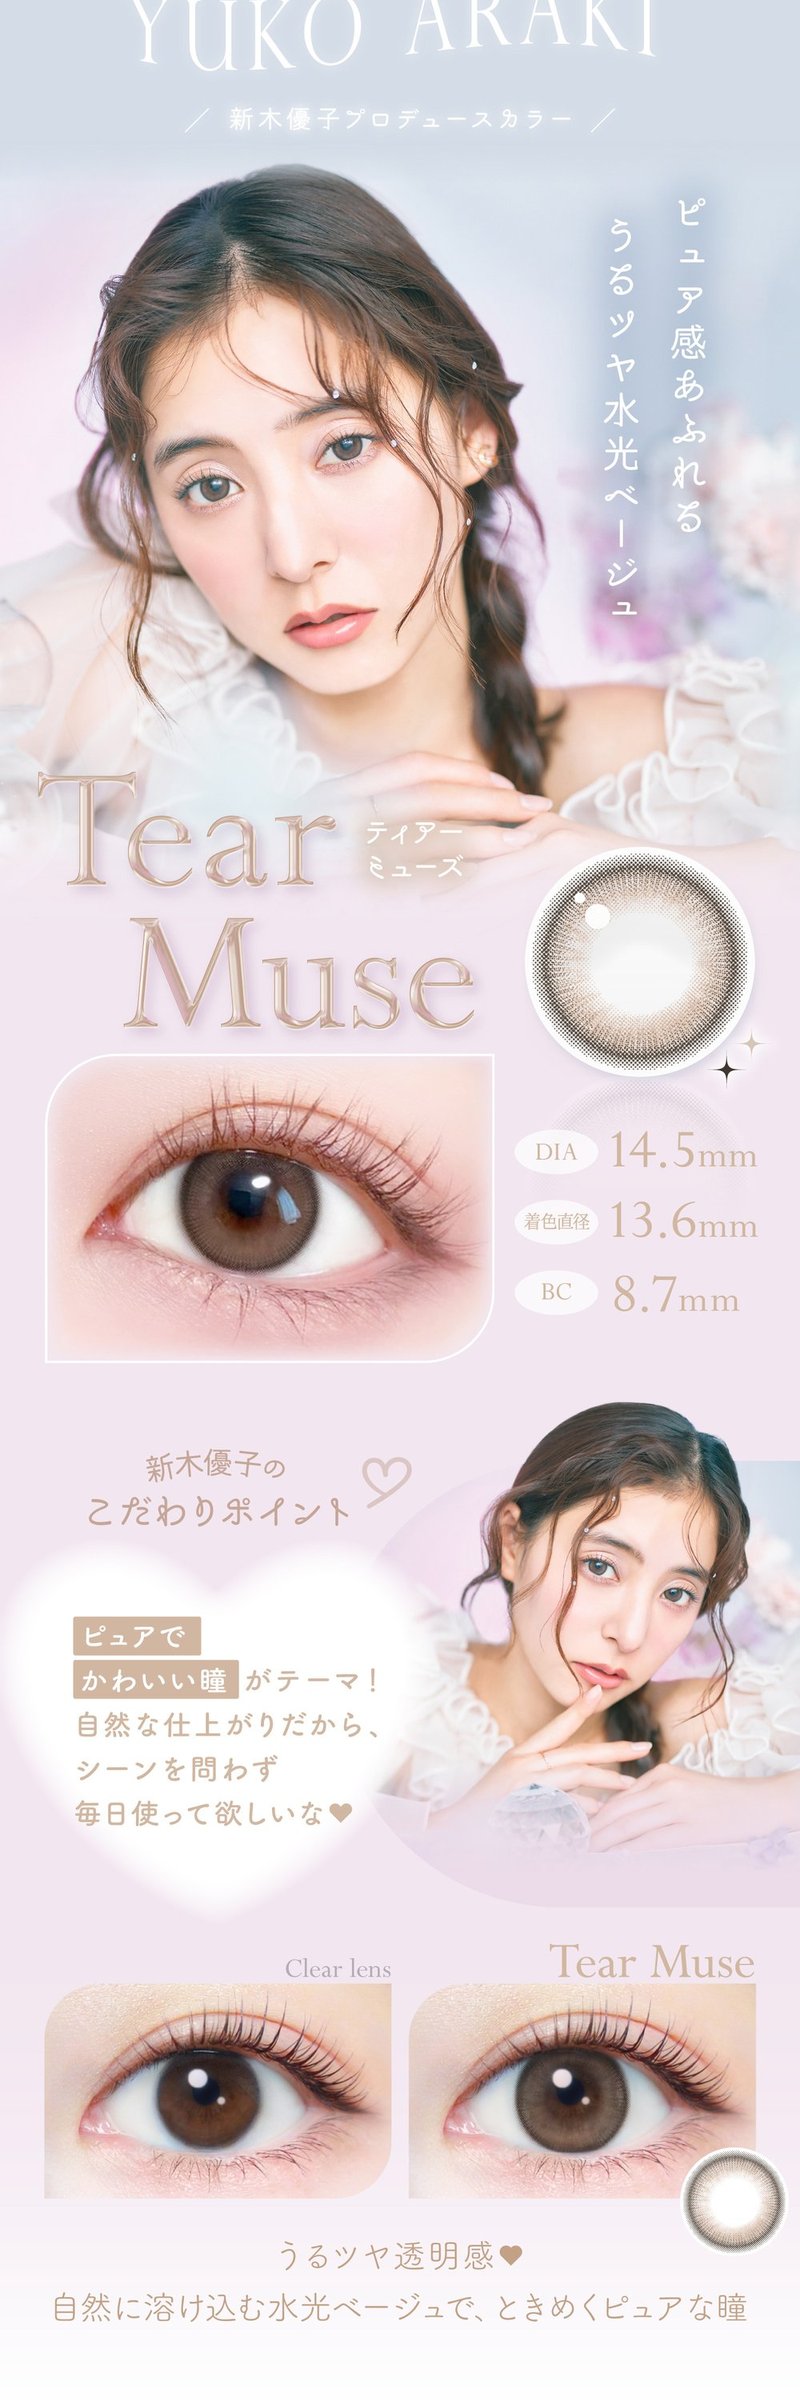 YUKO ARAKI
／ 新木優子プロデュースカラー ／
ピュア感あふれる
うるツヤ水光ベージュ
Tear
Muse
ティアー
ミューズ
DIA 14.5mm
着色直径 13.6mm
BC 8.7mm
新木優子の
こだわりポイント
ピュアで
かわいい瞳がテーマ!
自然な仕上がりだから、
シーンを問わず
毎日使って欲しいな♥
Clear lens
Tear Muse
うるツヤ透明感♥
自然に溶け込む水光ベージュで、ときめくピュアな瞳